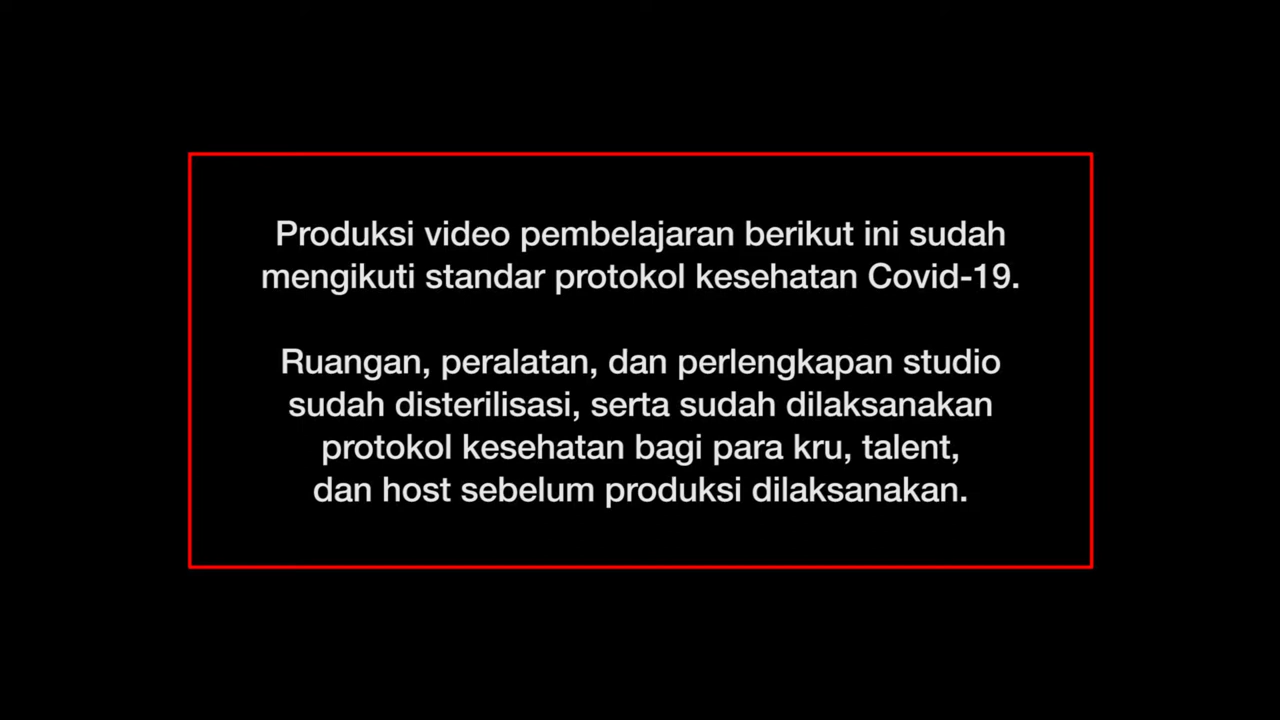 Produksi video pembelajaran berikut ini sudah
mengikuti standar protokol kesehatan Covid-19.
Ruangan, peralatan, dan perlengkapan studio
sudah disterilisasi, serta sudah dilaksanakan
protokol kesehatan bagi para kru, talent,
dan host sebelum produksi dilaksanakan.